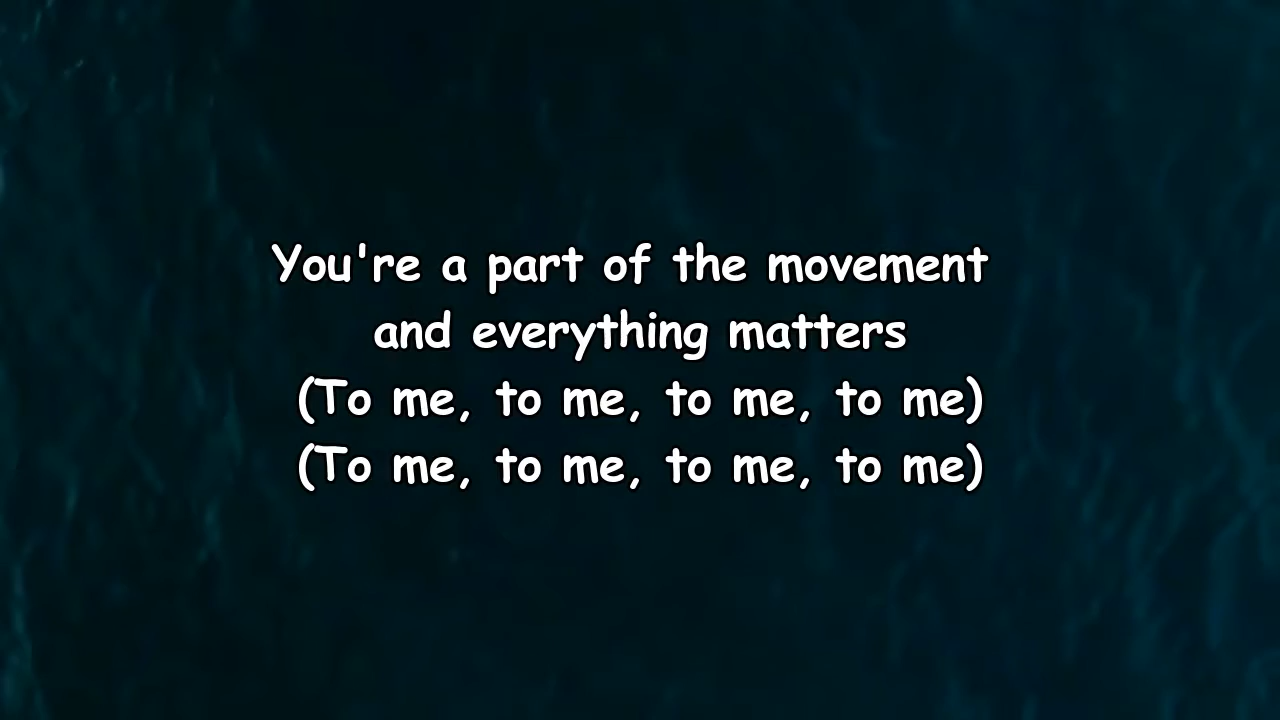 You're a part of the movement
and everything matters
(To me, to me, to me, to me)
(To me, to me, to me, to me)